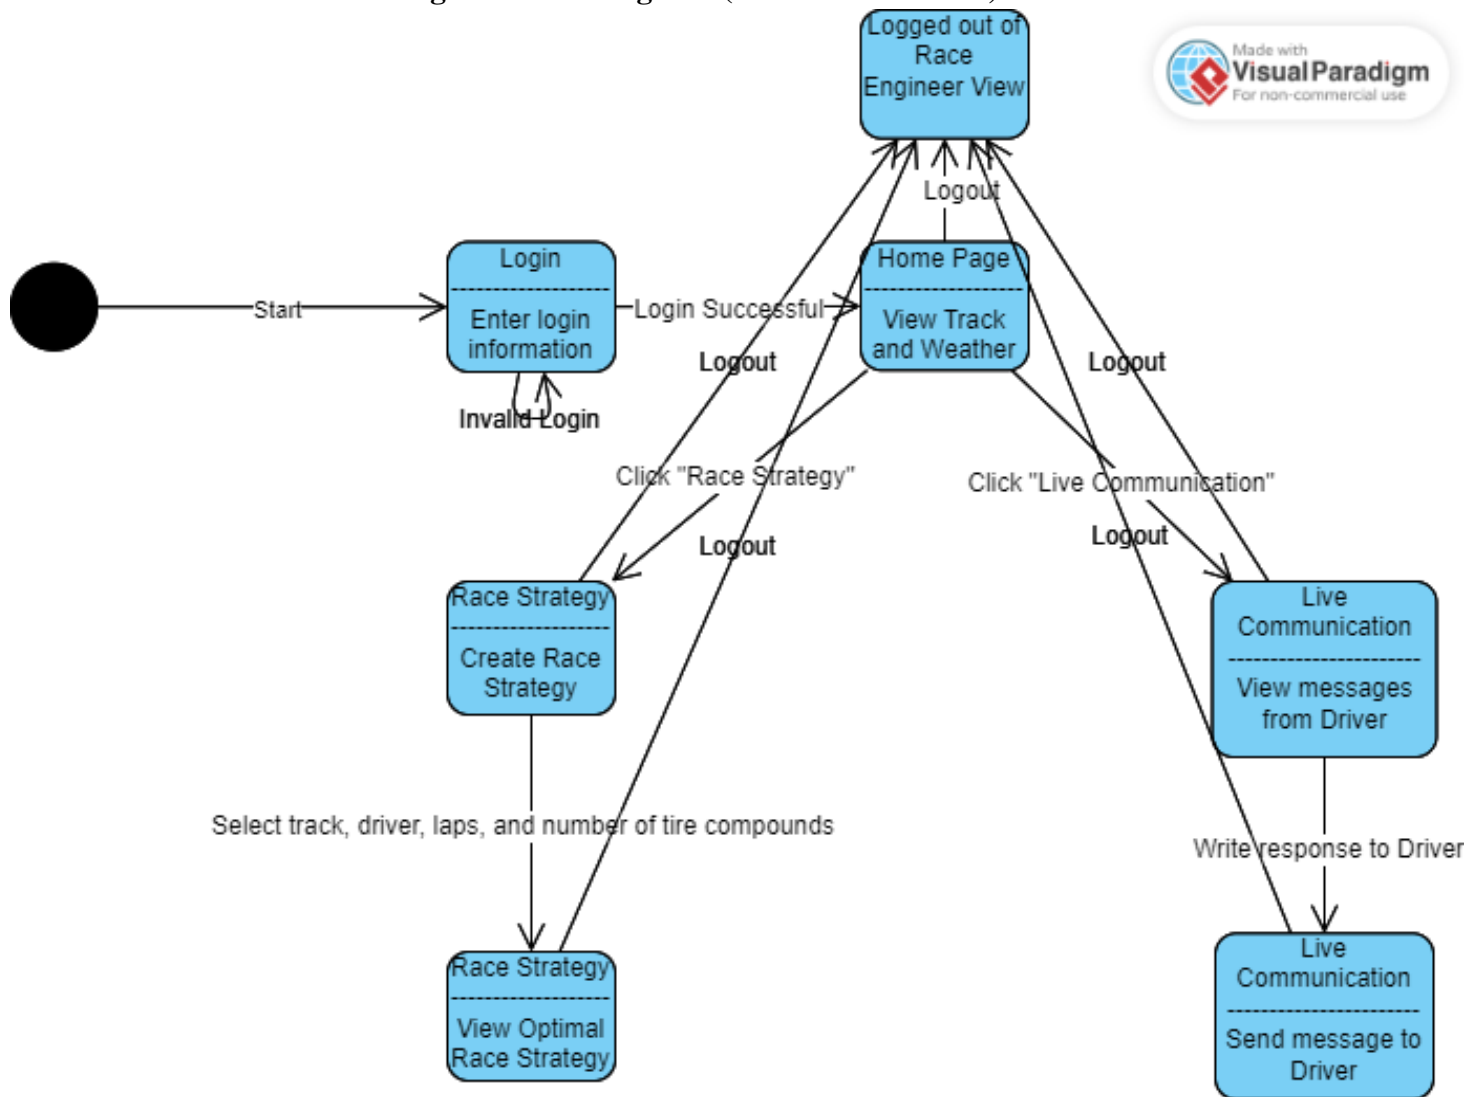 Logged out of
Race
Engineer View
Made with
Visual Paradigm
For non-commercial use
Logout
Login
Enter login
information
Home Page
View Track
and Weather
Start
Login Successful
Logout
Logout
Invalid Login
Click "Race Strategy"
Click "Live Communication"
Logout
Logout
Race Strategy
Create Race
Strategy
Live
Communication
View messages
from Driver
Select track, driver, laps, and number of tire compounds
Write response to Driver
Race Strategy
View Optimal
Race Strategy
Live
Communication
Send message to
Driver